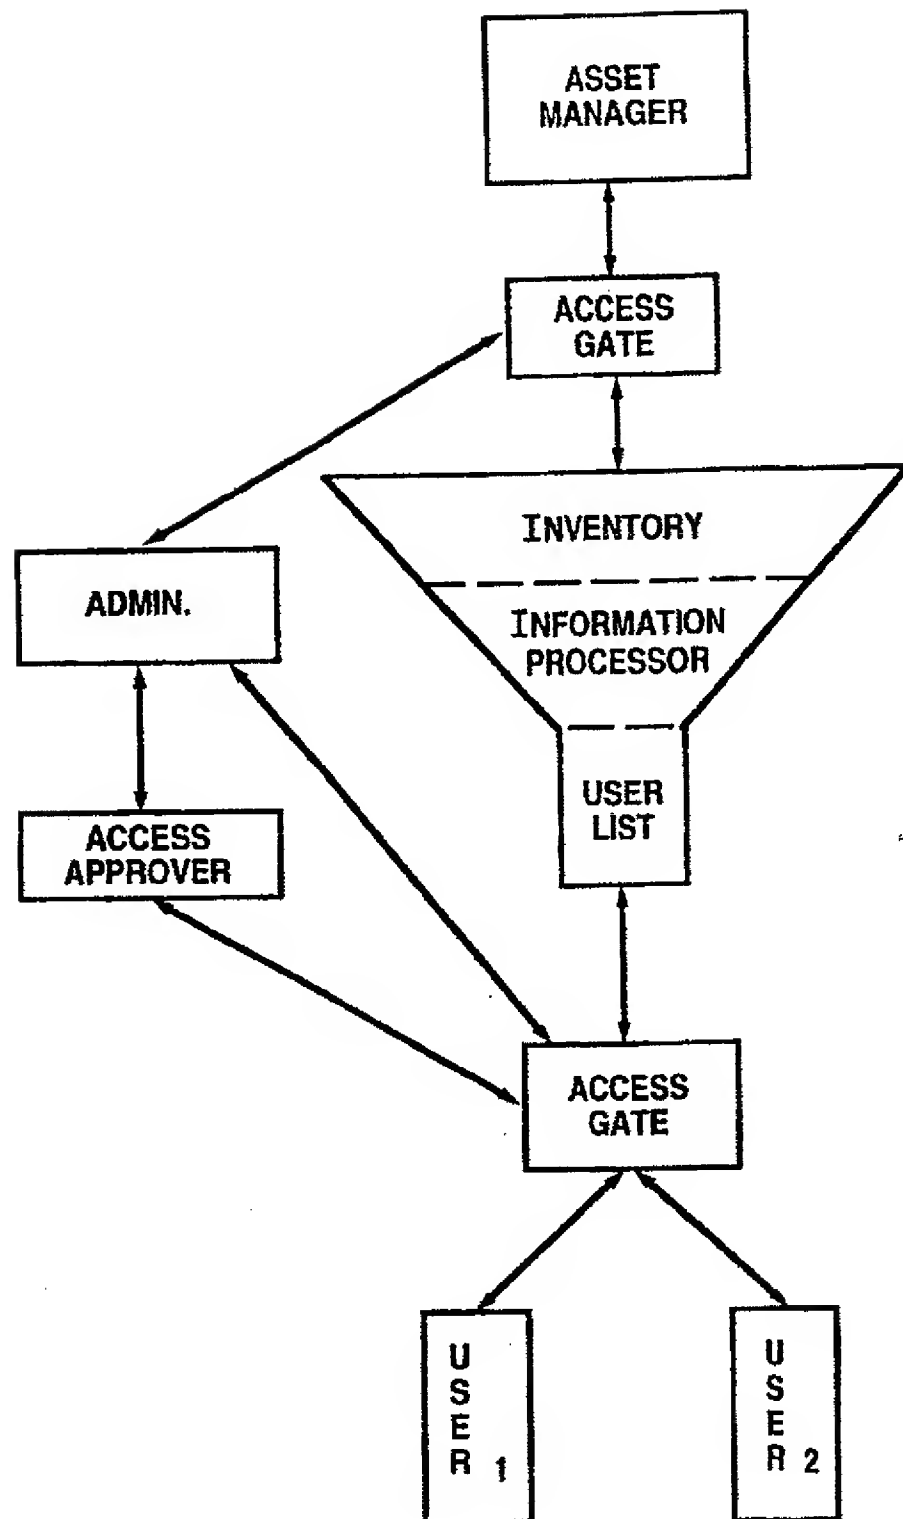 ASSET
MANAGER
ACCESS
GATE
INVENTORY
ADMIN.
INFORMATION
PROCESSOR
USER
LIST
ACCESS
APPROVER
ACCESS
GATE
USER 1
USER 2